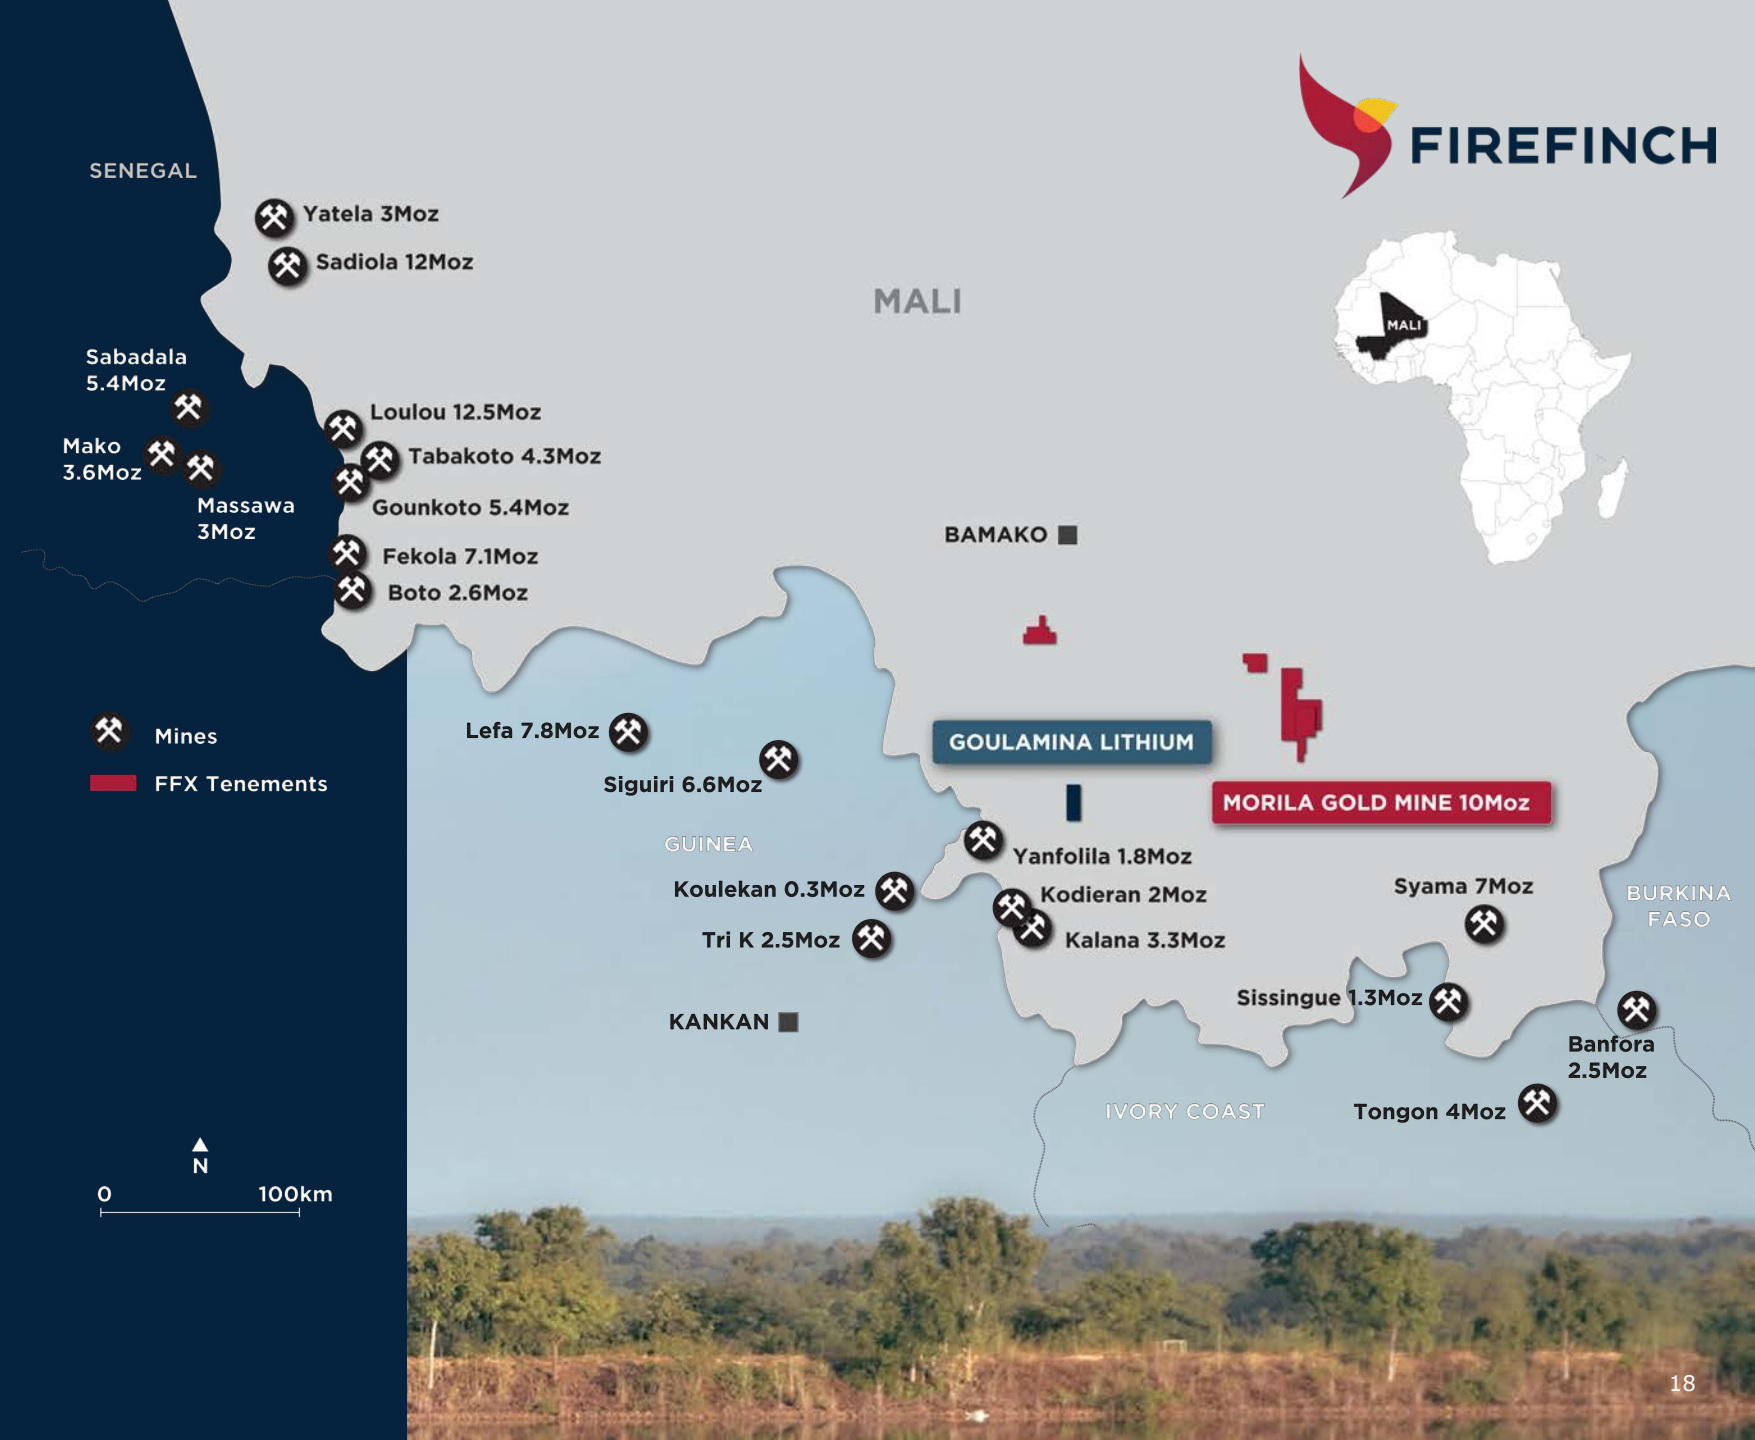 FIREFINCH
SENEGAL
Yatela 3Moz
Sadiola 12Moz
MALI
MALI
Sabadala
5.4Moz
Loulou 12.5Moz
Mako
3.6Moz
Tabakoto 4.3Moz
Massawa
3Moz
Gounkoto 5.4Moz
BAMAKO
Fekola 7.1Moz
Boto 2.6Moz
Mines
FFX Tenements
Lefa 7.8Moz
Siguiri 6.6Moz
GOULAMINA LITHIUM
MORILA GOLD MINE 10Moz
GUINEA
Yanfolila 1.8Moz
Koulekan 0.3Moz
Kodieran 2Moz
Syama 7Moz
BURKINA
FASO
Tri K 2.5Moz
Kalana 3.3Moz
Sissingue 1.3Moz
KANKAN
Banfora
2.5Moz
IVORY COAST
Tongon 4Moz
N
0 100km
18